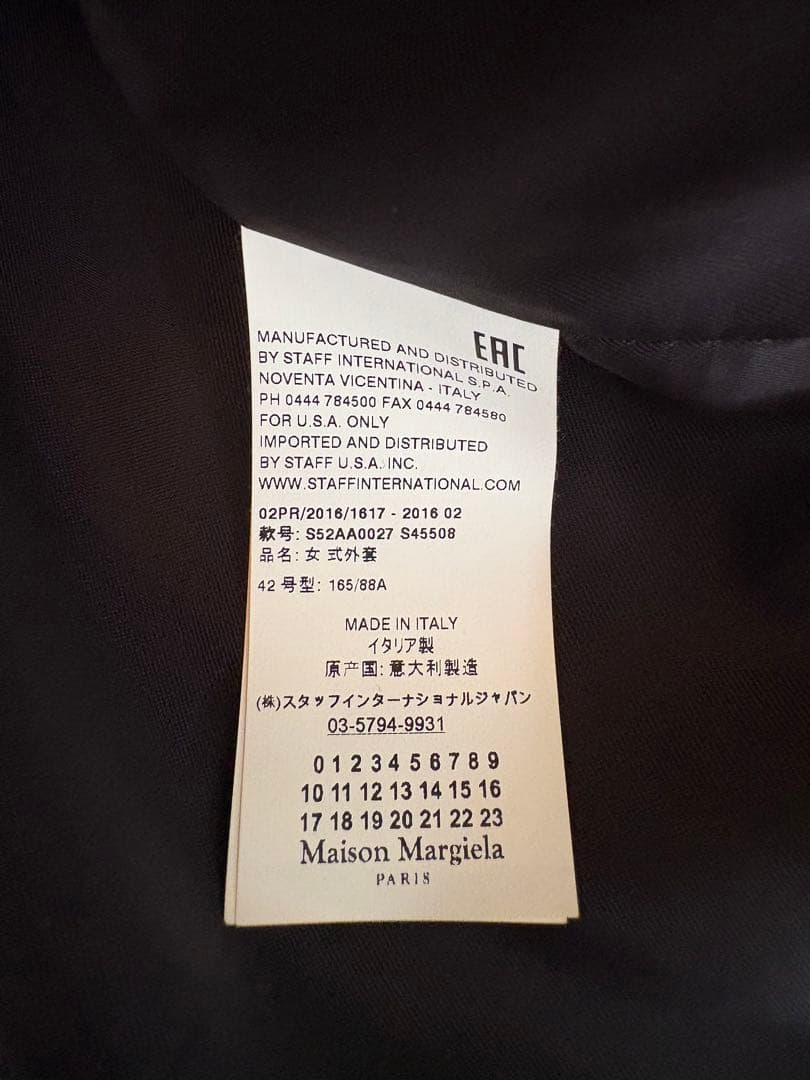 EAC
MANUFACTURED AND DISTRIBUTED
BY STAFF INTERNATIONAL S.P.A.
NOVENTA VICENTINA - ITALY
PH 0444 784500 FAX 0444 784580
FOR U.S.A. ONLY
IMPORTED AND DISTRIBUTED
BY STAFF U.S.A. INC.
WWW.STAFFINTERNATIONAL.COM
02PR/2016/1617 - 2016 02
款号: S52AA0027 S45508
品名: 女 式外套
42 号型: 165/88A
MADE IN ITALY
イタリア製
原产国: 意大利製造
(株)スタッフインターナショナルジャパン
03-5794-9931
0 1 2 3 4 5 6 7 8 9
10 11 12 13 14 15 16
17 18 19 20 21 22 23
Maison Margiela
PARIS